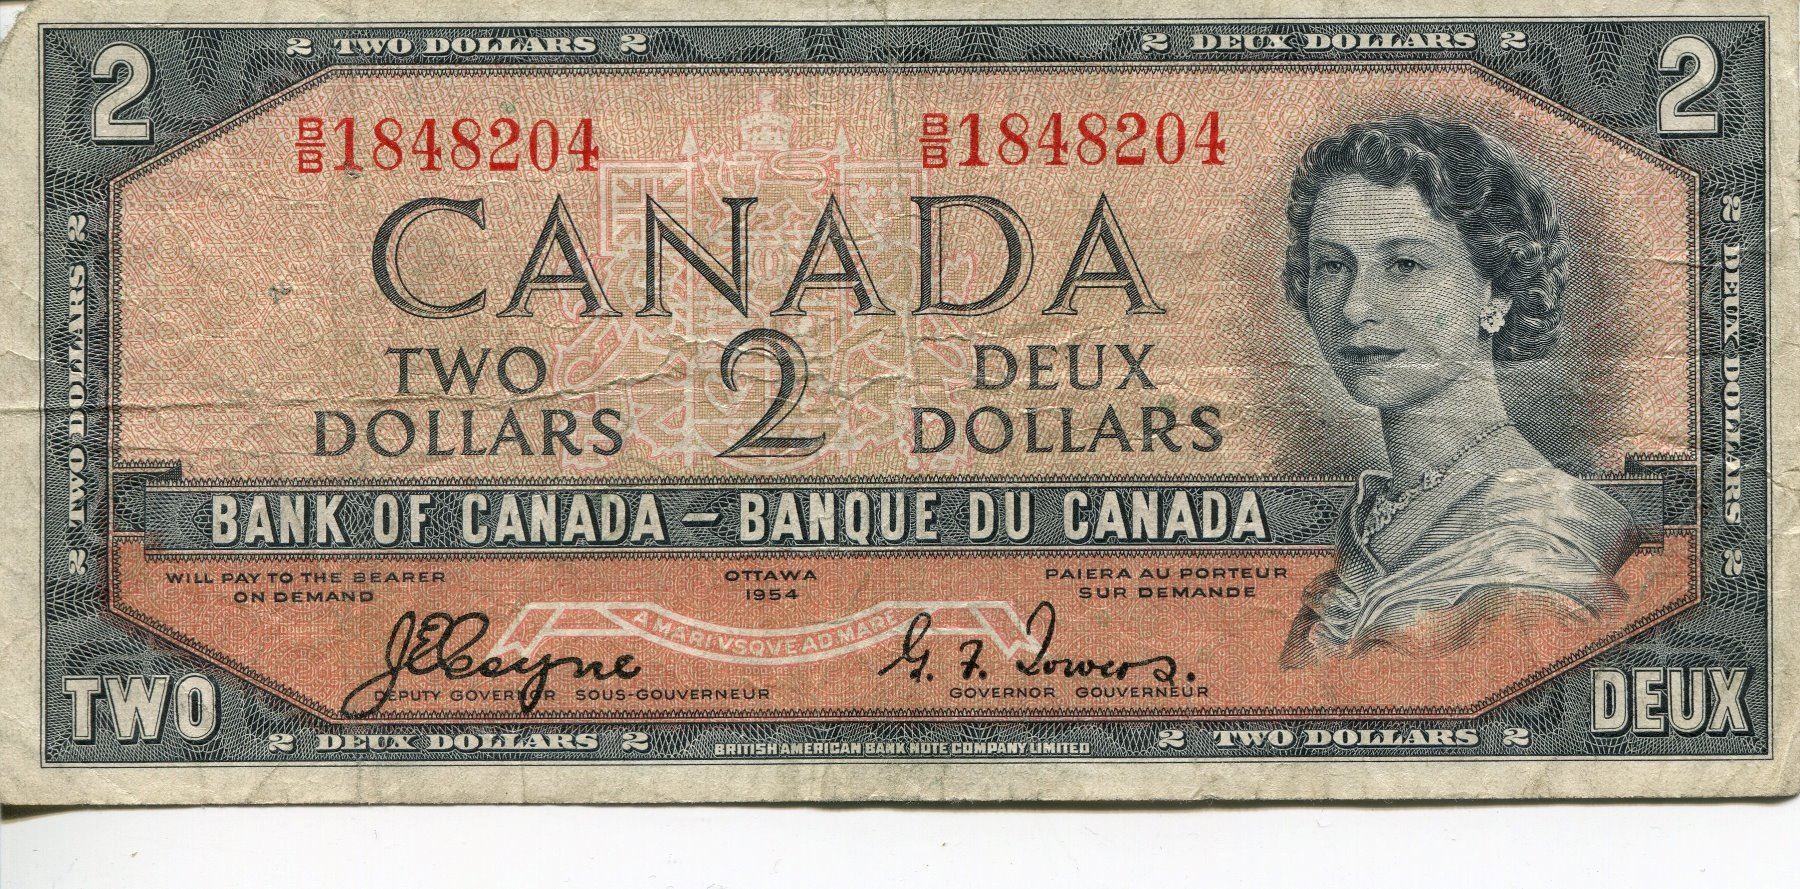 2 TWO DOLLARS 2
2 DEUX DOLLARS 2
2
2
B/B 1848204
B/B 1848204
CANADA
TWO DOLLARS
2
DEUX DOLLARS
2 TWO DOLLARS 2
2 DEUX DOLLARS 2
BANK OF CANADA – BANQUE DU CANADA
WILL PAY TO THE BEARER
ON DEMAND
OTTAWA
1954
PAIERA AU PORTEUR
SUR DEMANDE
A MARI VSQVE AD MARE
J E Coyne
G. F. Towers.
DEPUTY GOVERNOR SOUS-GOUVERNEUR
GOVERNOR GOUVERNEUR
TWO
DEUX
2 DEUX DOLLARS 2
BRITISH AMERICAN BANK NOTE COMPANY LIMITED
2 TWO DOLLARS 2